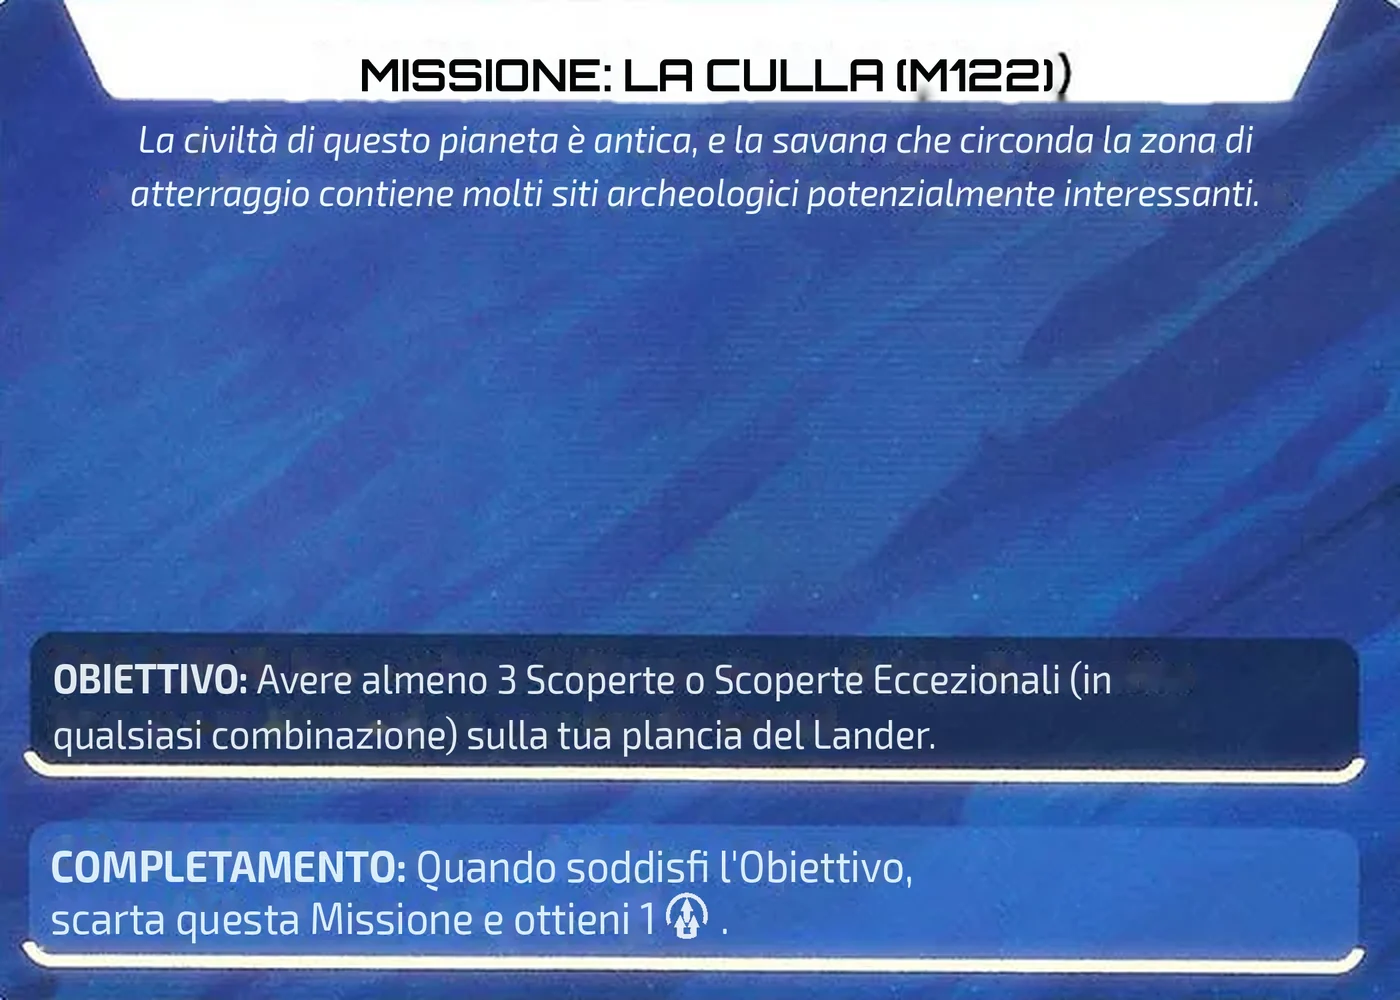 MISSIONE: LA CULLA (M122))
La civiltà di questo pianeta è antica, e la savana che circonda la zona di
atterraggio contiene molti siti archeologici potenzialmente interessanti.
OBIETTIVO: Avere almeno 3 Scoperte o Scoperte Eccezionali (in
qualsiasi combinazione) sulla tua plancia del Lander.
COMPLETAMENTO: Quando soddisfi l'Obiettivo,
scarta questa Missione e ottieni 1 .